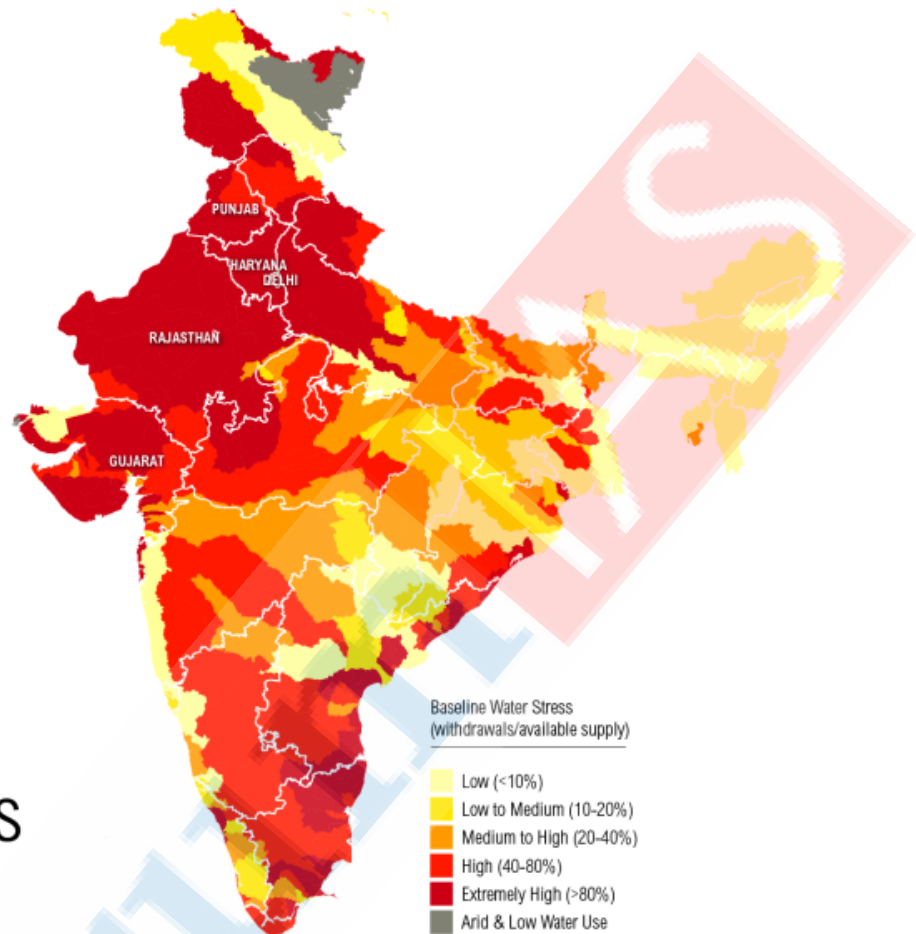 PUNJAB
HARYANA
DELHI
RAJASTHAN
GUJARAT
S
Baseline Water Stress
(withdrawals/available supply)
Low (<10%)
Low to Medium (10-20%)
Medium to High (20-40%)
High (40-80%)
Extremely High (>80%)
Arid & Low Water Use